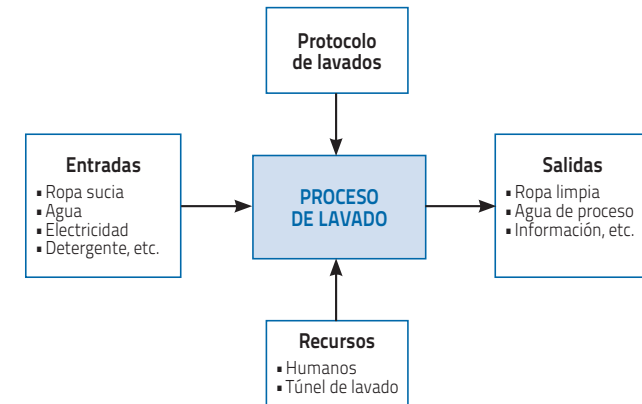 Protocolo
de lavados
Entradas
▪ Ropa sucia
▪ Agua
▪ Electricidad
▪ Detergente, etc.
PROCESO
DE LAVADO
Salidas
▪ Ropa limpia
▪ Agua de proceso
▪ Información, etc.
Recursos
▪ Humanos
▪ Túnel de lavado